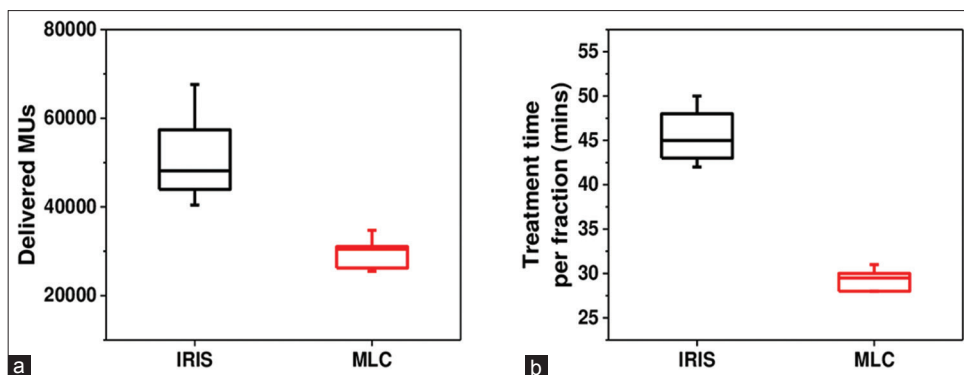 80000
60000
40000
20000
Delivered MUs
IRIS MLC
a
55
50
45
40
35
30
25
Treatment time
per fraction (mins)
IRIS MLC
b